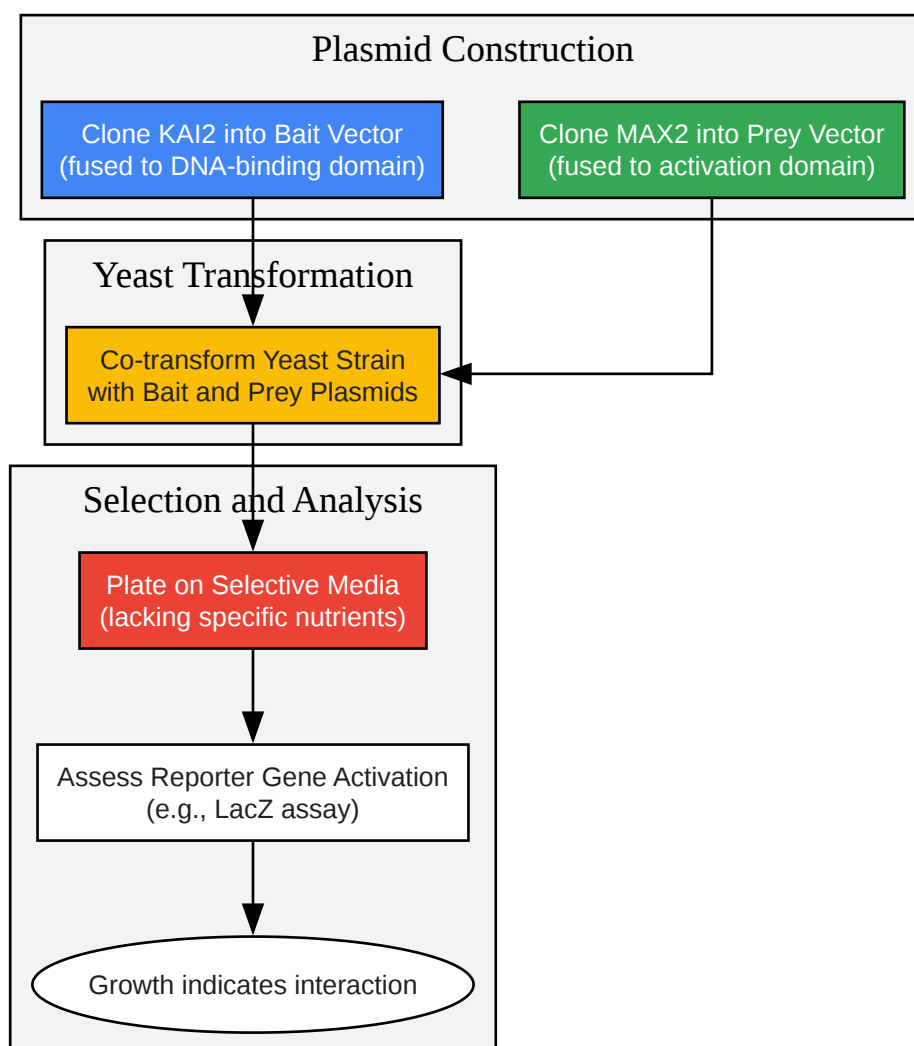 Plasmid Construction
Clone KAI2 into Bait Vector
(fused to DNA-binding domain)
Clone MAX2 into Prey Vector
(fused to activation domain)
Yeast Transformation
Co-transform Yeast Strain
with Bait and Prey Plasmids
Selection and Analysis
Plate on Selective Media
(lacking specific nutrients)
Assess Reporter Gene Activation
(e.g., LacZ assay)
Growth indicates interaction